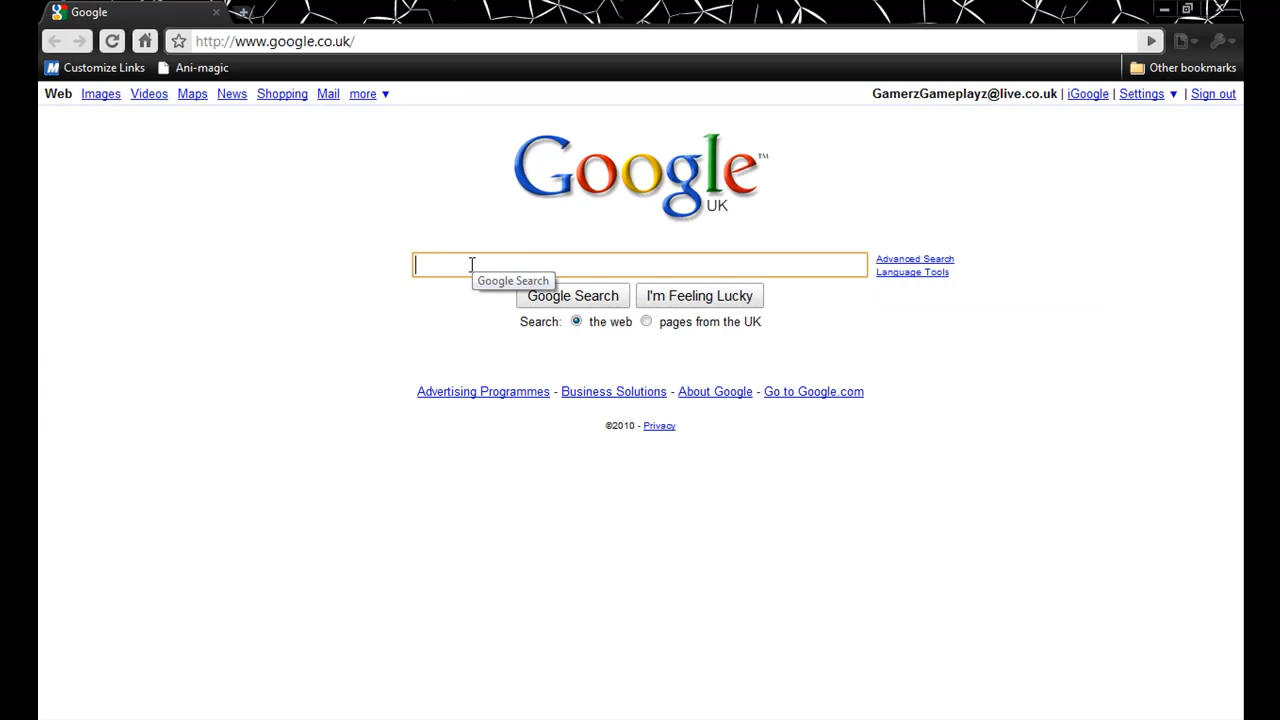 Google
http://www.google.co.uk/
Customize Links Ani-magic Other bookmarks
Web Images Videos Maps News Shopping Mail more ▼ GamerzGameplayz@live.co.uk | iGoogle | Settings ▼ | Sign out
Google™
UK
Advanced Search
Language Tools
Google Search
Google Search I'm Feeling Lucky
Search: the web pages from the UK
Advertising Programmes - Business Solutions - About Google - Go to Google.com
©2010 - Privacy